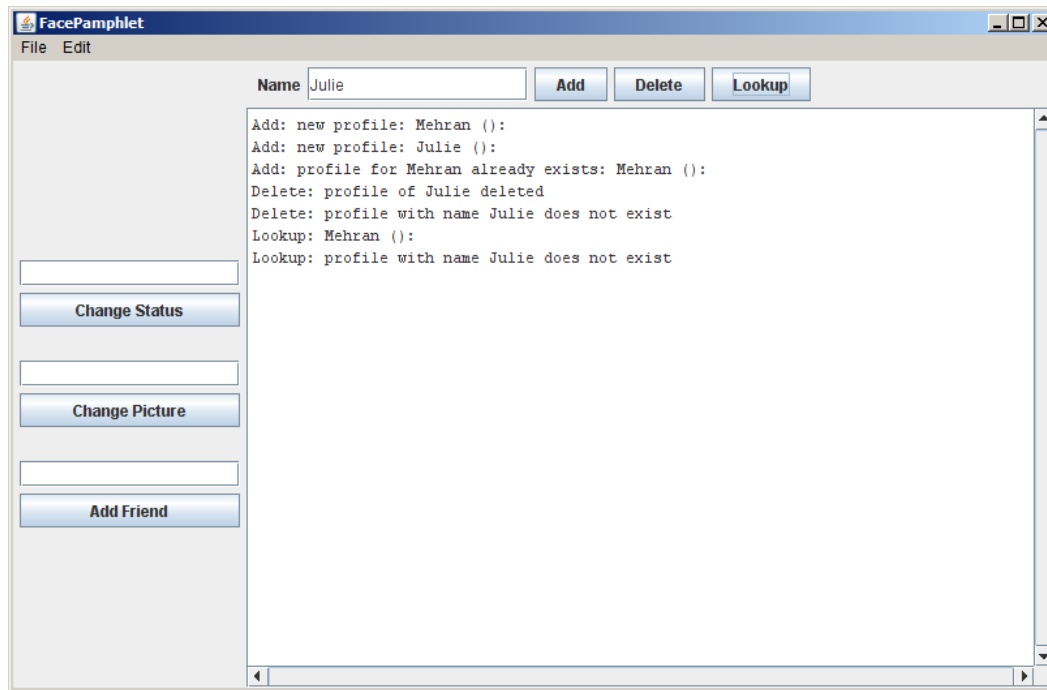 FacePamphlet
File Edit
Name Julie Add Delete Lookup
Add: new profile: Mehran ():
Add: new profile: Julie ():
Add: profile for Mehran already exists: Mehran ():
Delete: profile of Julie deleted
Delete: profile with name Julie does not exist
Lookup: Mehran ():
Lookup: profile with name Julie does not exist
Change Status
Change Picture
Add Friend